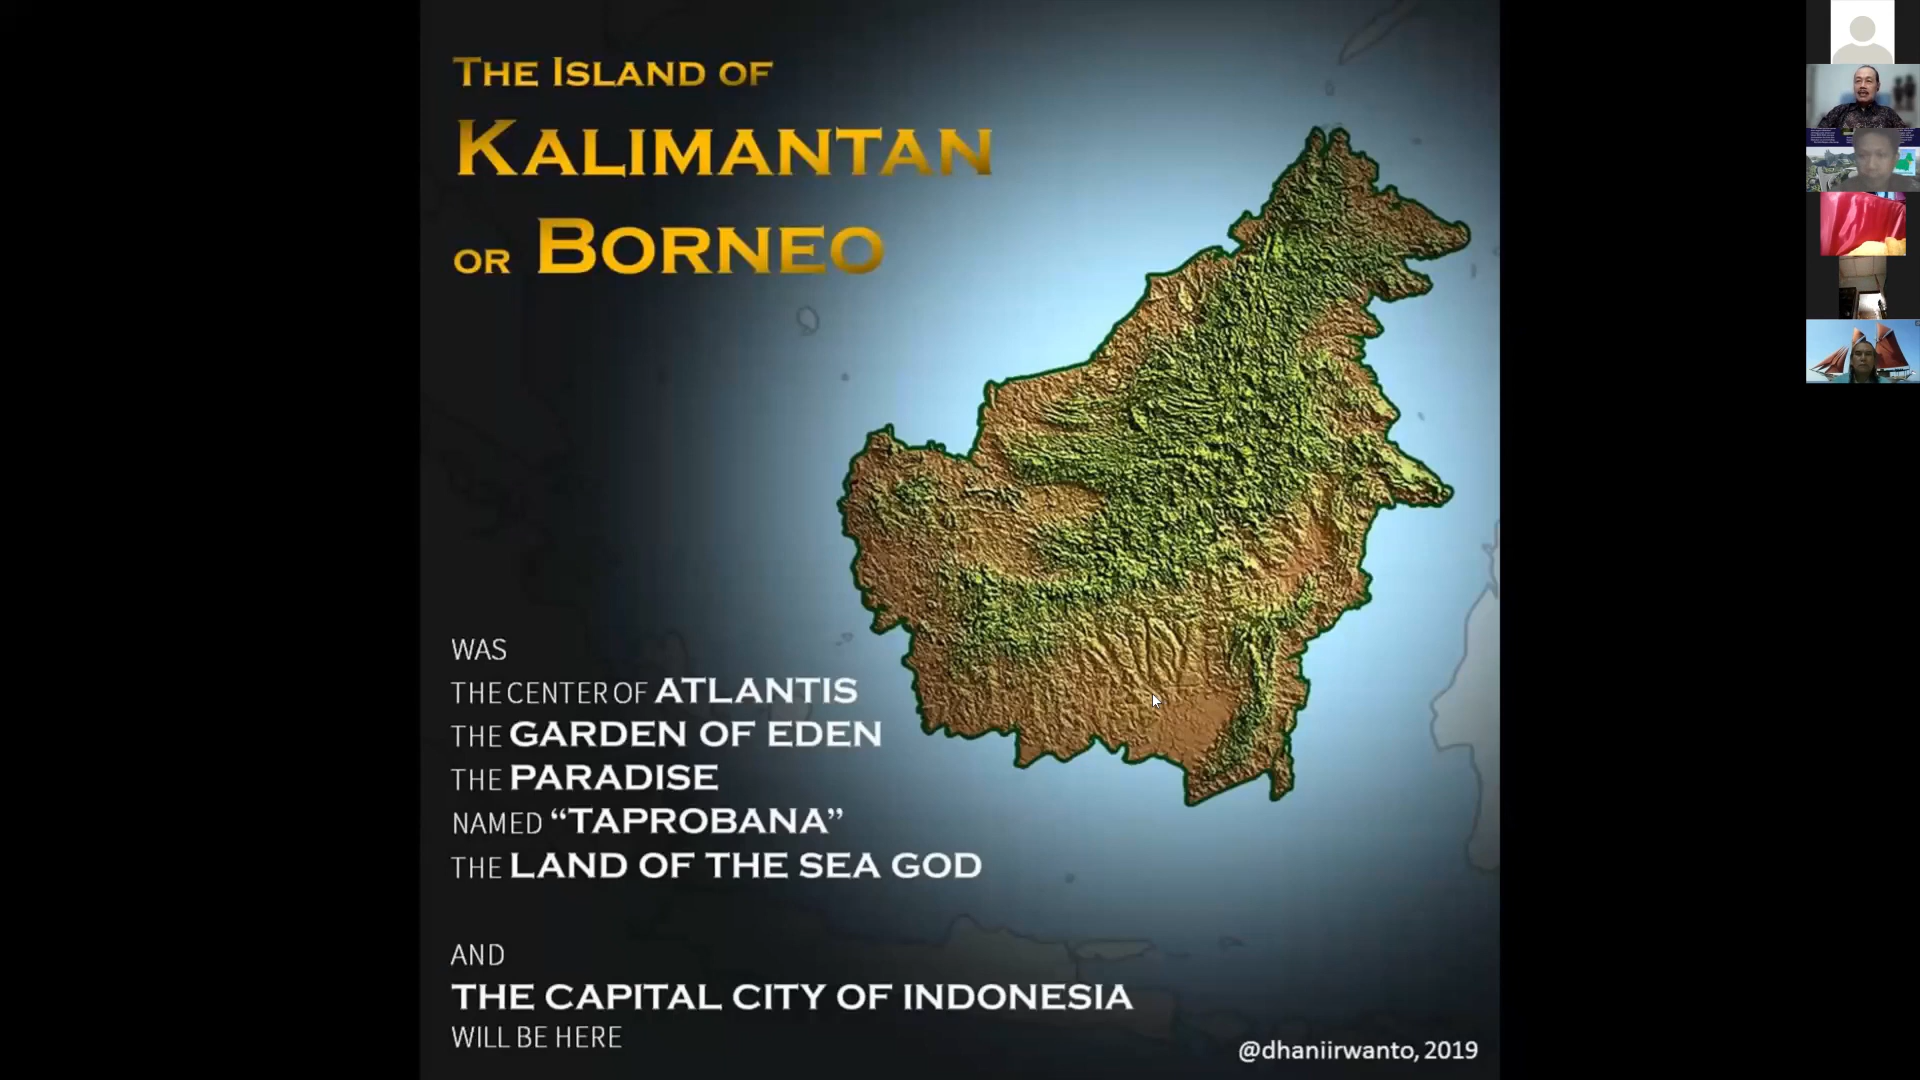 THE ISLAND OF
KALIMANTAN
OR BORNEO
WAS
THE CENTER OF ATLANTIS
THE GARDEN OF EDEN
THE PARADISE
NAMED “TAPROBANA”
THE LAND OF THE SEA GOD
AND
THE CAPITAL CITY OF INDONESIA
WILL BE HERE
@dhaniirwanto, 2019